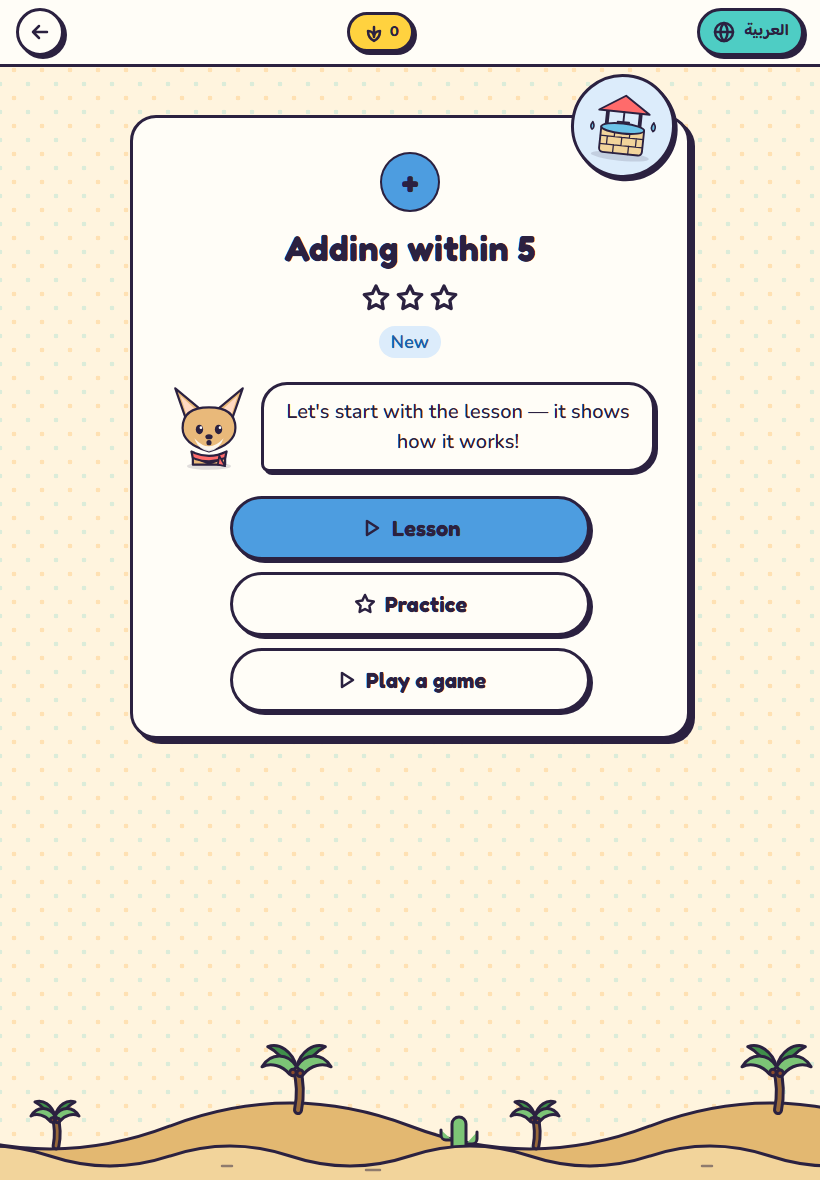 0
العربية
Adding within 5
New
Let's start with the lesson — it shows
how it works!
Lesson
Practice
Play a game